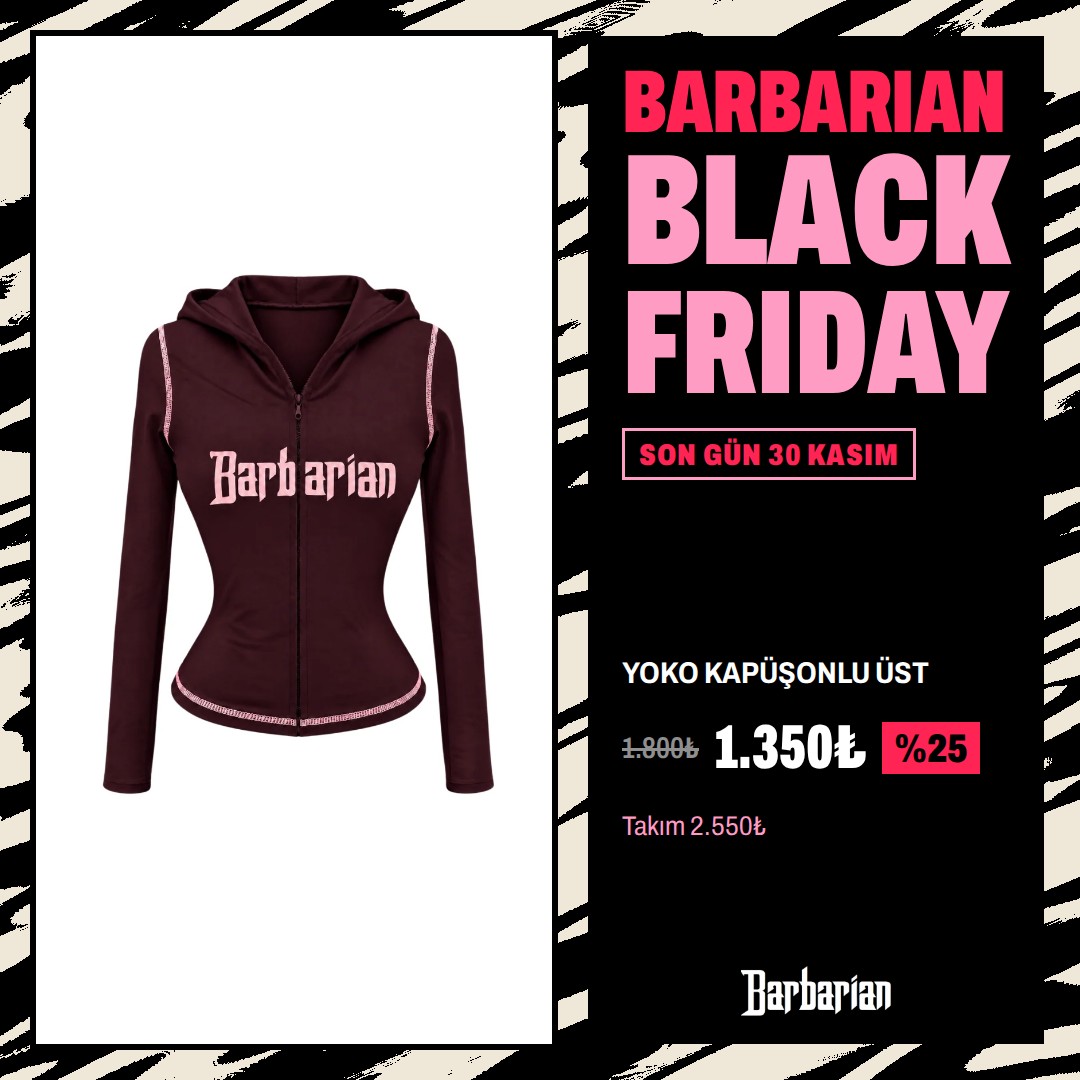 Barbarian
BARBARIAN
BLACK
FRIDAY
SON GÜN 30 KASIM
YOKO KAPÜŞONLU ÜST
1.800₺ 1.350₺ %25
Takım 2.550₺
Barbarian